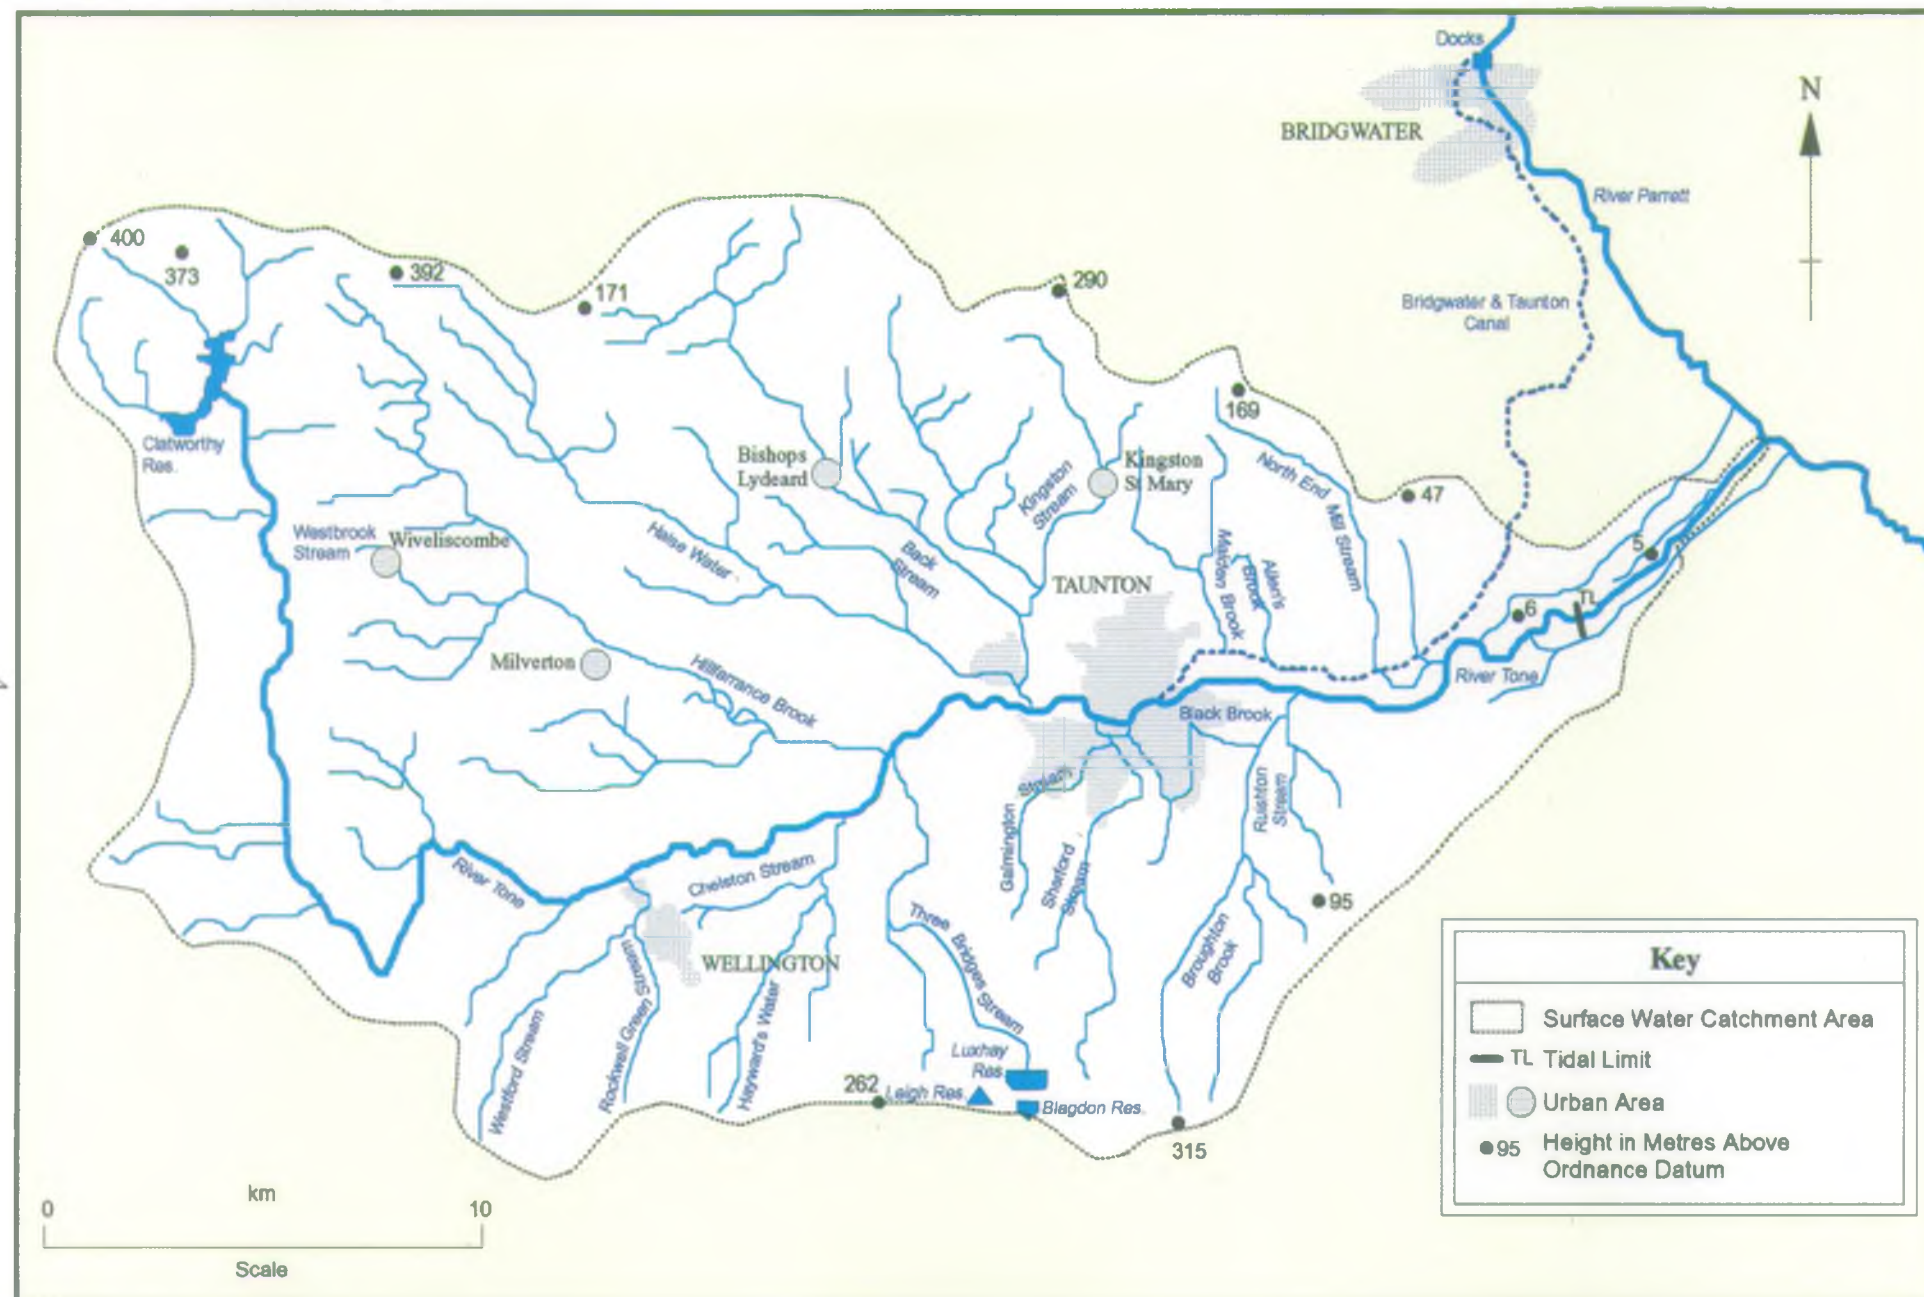 Docks
N
BRIDGWATER
River Parrett
400
373
392
171
290
Bridgwater & Taunton
Canal
169
Clatworthy
Res.
Bishops
Lydeard
Kingston
St Mary
Kingston
Stream
North End Mill Stream
47
Westbrook
Stream
Wiveliscombe
Halse Water
Back
Stream
TAUNTON
Maiden Brook
Allen's
Brook
5
6
TL
Milverton
Hillfarrance Brook
River Tone
Black Brook
Galmington
Stream
Ruishton
Stream
River Tone
Chelston Stream
Sherford
Stream
95
Three Bridges Stream
Broughton
Brook
WELLINGTON
Westford Stream
Rockwell Green
Stream
Hayward's Water
Luxhay
Res.
262
Leigh Res.
Blagdon Res.
315
Key
Surface Water Catchment Area
TL Tidal Limit
Urban Area
95 Height in Metres Above
Ordnance Datum
km
0 10
Scale